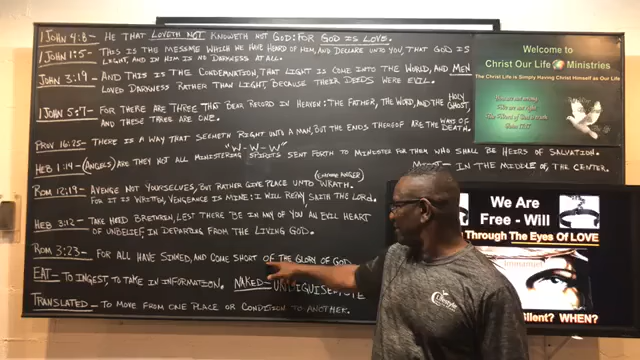 1 JOHN 4:8 - HE THAT LOVETH NOT KNOWETH NOT GOD: FOR GOD IS LOVE.
1 JOHN 1:5 - THIS IS THE MESSAGE WHICH WE HAVE HEARD OF HIM, AND DECLARE UNTO YOU, THAT GOD IS
LIGHT, AND IN HIM IS NO DARKNESS AT ALL.
JOHN 3:19 - AND THIS IS THE CONDEMNATION, THAT LIGHT IS COME INTO THE WORLD, AND MEN
LOVED DARKNESS RATHER THAN LIGHT, BECAUSE THEIR DEEDS WERE EVIL.
1 JOHN 5:7 - FOR THERE ARE THREE THAT BEAR RECORD IN HEAVEN: THE FATHER, THE WORD, AND THE HOLY GHOST,
AND THESE THREE ARE ONE.
PROV 16:25 - THERE IS A WAY THAT SEEMETH RIGHT UNTO A MAN, BUT THE ENDS THEREOF ARE THE WAYS OF DEATH.
"W-W-W"
HEB 1:14 - (ANGELS) ARE THEY NOT ALL MINISTERING SPIRITS SENT FORTH TO MINISTER FOR THEM WHO SHALL BE HEIRS OF SALVATION.
- IN THE MIDDLE OF THE CENTER.
ROM 12:19 - AVENGE NOT YOURSELVES, BUT RATHER GIVE PLACE UNTO WRATH:
FOR IT IS WRITTEN, VENGEANCE IS MINE; I WILL REPAY SAITH THE LORD.
HEB 3:12 - TAKE HEED BRETHREN, LEST THERE BE IN ANY OF YOU AN EVIL HEART
OF UNBELIEF, IN DEPARTING FROM THE LIVING GOD.
ROM 3:23 - FOR ALL HAVE SINNED, AND COME SHORT OF THE GLORY OF GOD
EAT - TO INGEST, TO TAKE IN INFORMATION. NAKED -
TRANSLATED - TO MOVE FROM ONE PLACE OR CONDITION TO ANOTHER.
Welcome to
Christ Our Life Ministries
The Christ Life is Simply Having Christ as Our Life
We Are
Free - Will
Through The Eyes Of LOVE
Silent? WHEN?